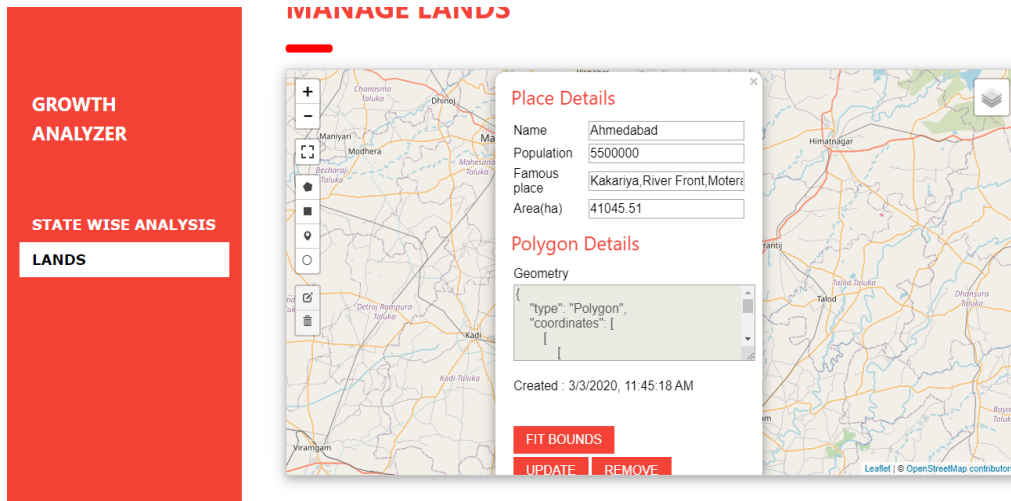 MANAGE LANDS
GROWTH
ANALYZER
STATE WISE ANALYSIS
LANDS
+
−
Place Details
×
Name
Ahmedabad
Population
5500000
Famous
place
Kakariya,River Front,Motera
Area(ha)
41045.51
Polygon Details
Geometry
{
"type": "Polygon",
"coordinates": [
[
[
Created : 3/3/2020, 11:45:18 AM
FIT BOUNDS
UPDATE
REMOVE
Chanasma
Taluka
Dhinoj
Maniyari
Modhera
Becharaji
Taluka
Mahesana
Taluka
Detroj Rampura
Taluka
Kadi
Kadi Taluka
Viramgam
Himatnagar
Talod Taluka
Talod
Dhansura
Taluka
Leaflet | © OpenStreetMap contributors